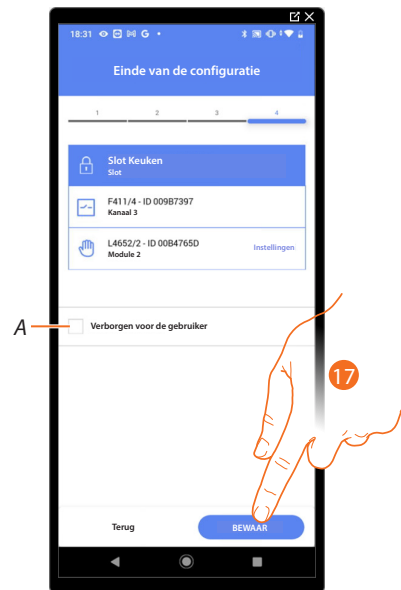 18:31 G
Einde van de configuratie
1 2 3 4
Slot Keuken
Slot
F411/4 - ID 009B7397
Kanaal 3
L4652/2 - ID 00B4765D
Module 2
Instellingen
A
Verborgen voor de gebruiker
17
Terug
BEWAAR